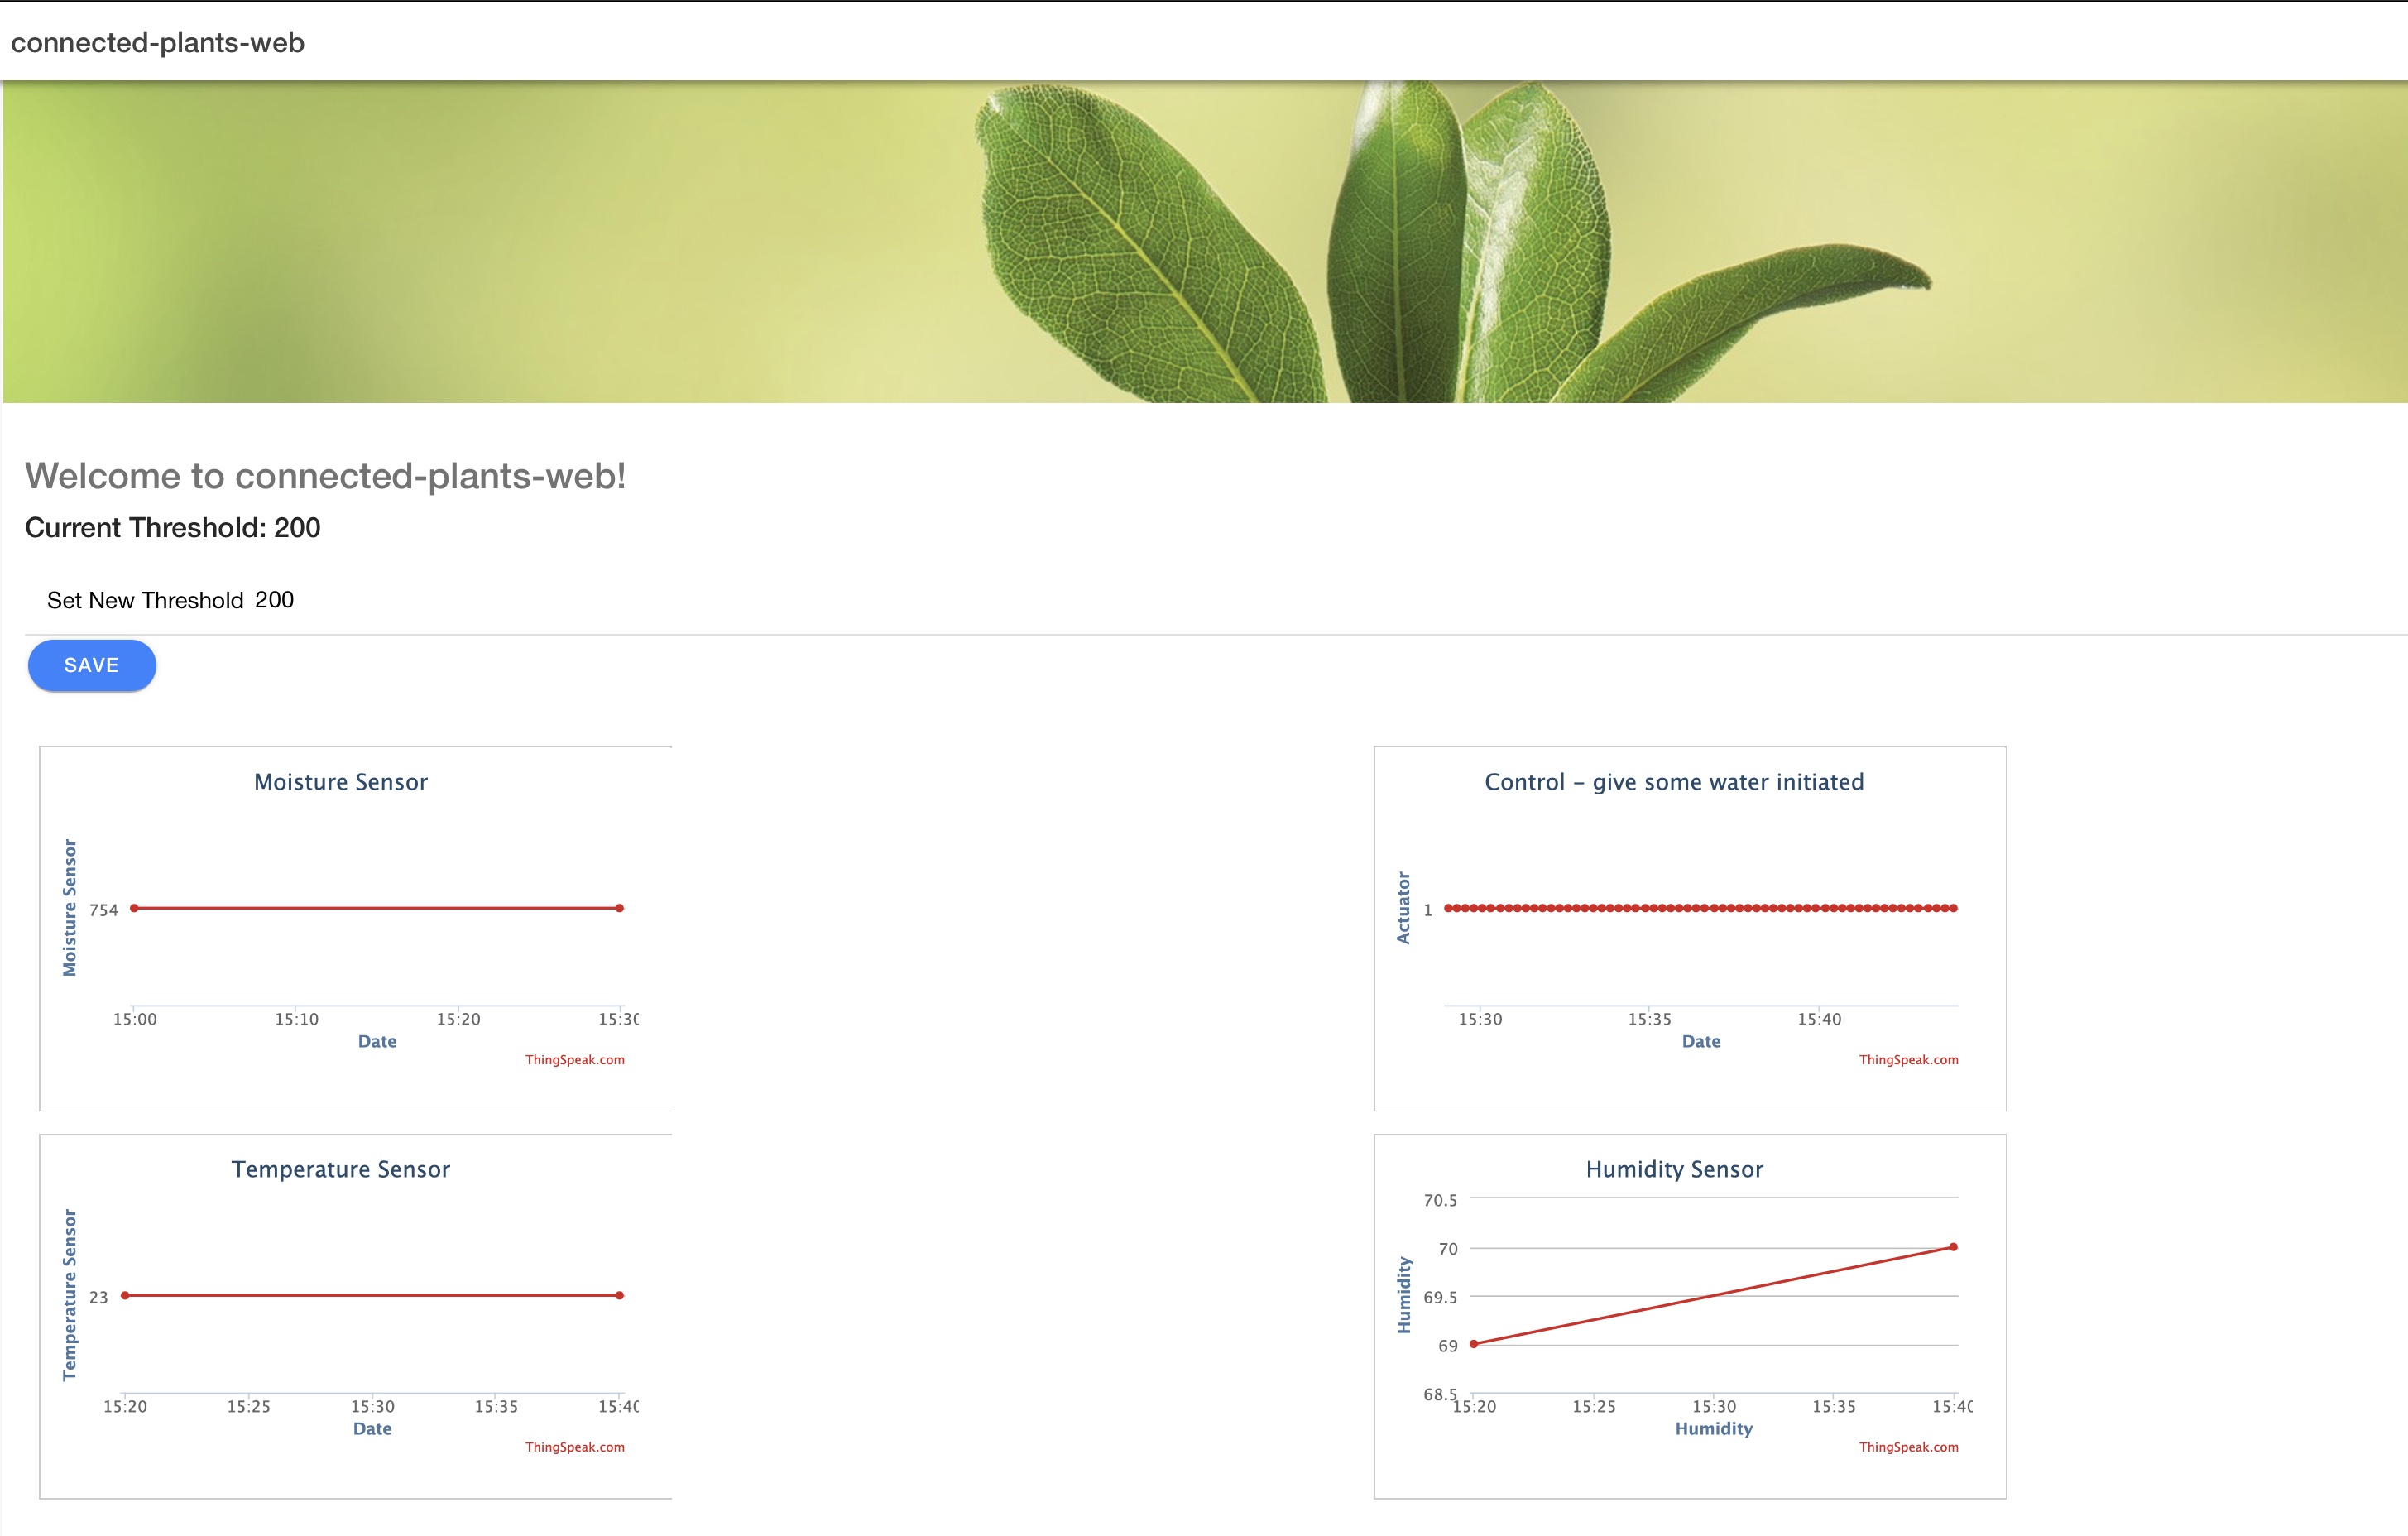 connected-plants-web
Welcome to connected-plants-web!
Current Threshold: 200
Set New Threshold 200
SAVE
Moisture Sensor
Moisture Sensor
754
15:00 15:10 15:20 15:30
Date
ThingSpeak.com
Control - give some water initiated
Actuator
1
15:30 15:35 15:40
Date
ThingSpeak.com
Temperature Sensor
Temperature Sensor
23
15:20 15:25 15:30 15:35 15:40
Date
ThingSpeak.com
Humidity Sensor
Humidity
70.5
70
69.5
69
68.5
15:20 15:25 15:30 15:35 15:40
Humidity
ThingSpeak.com